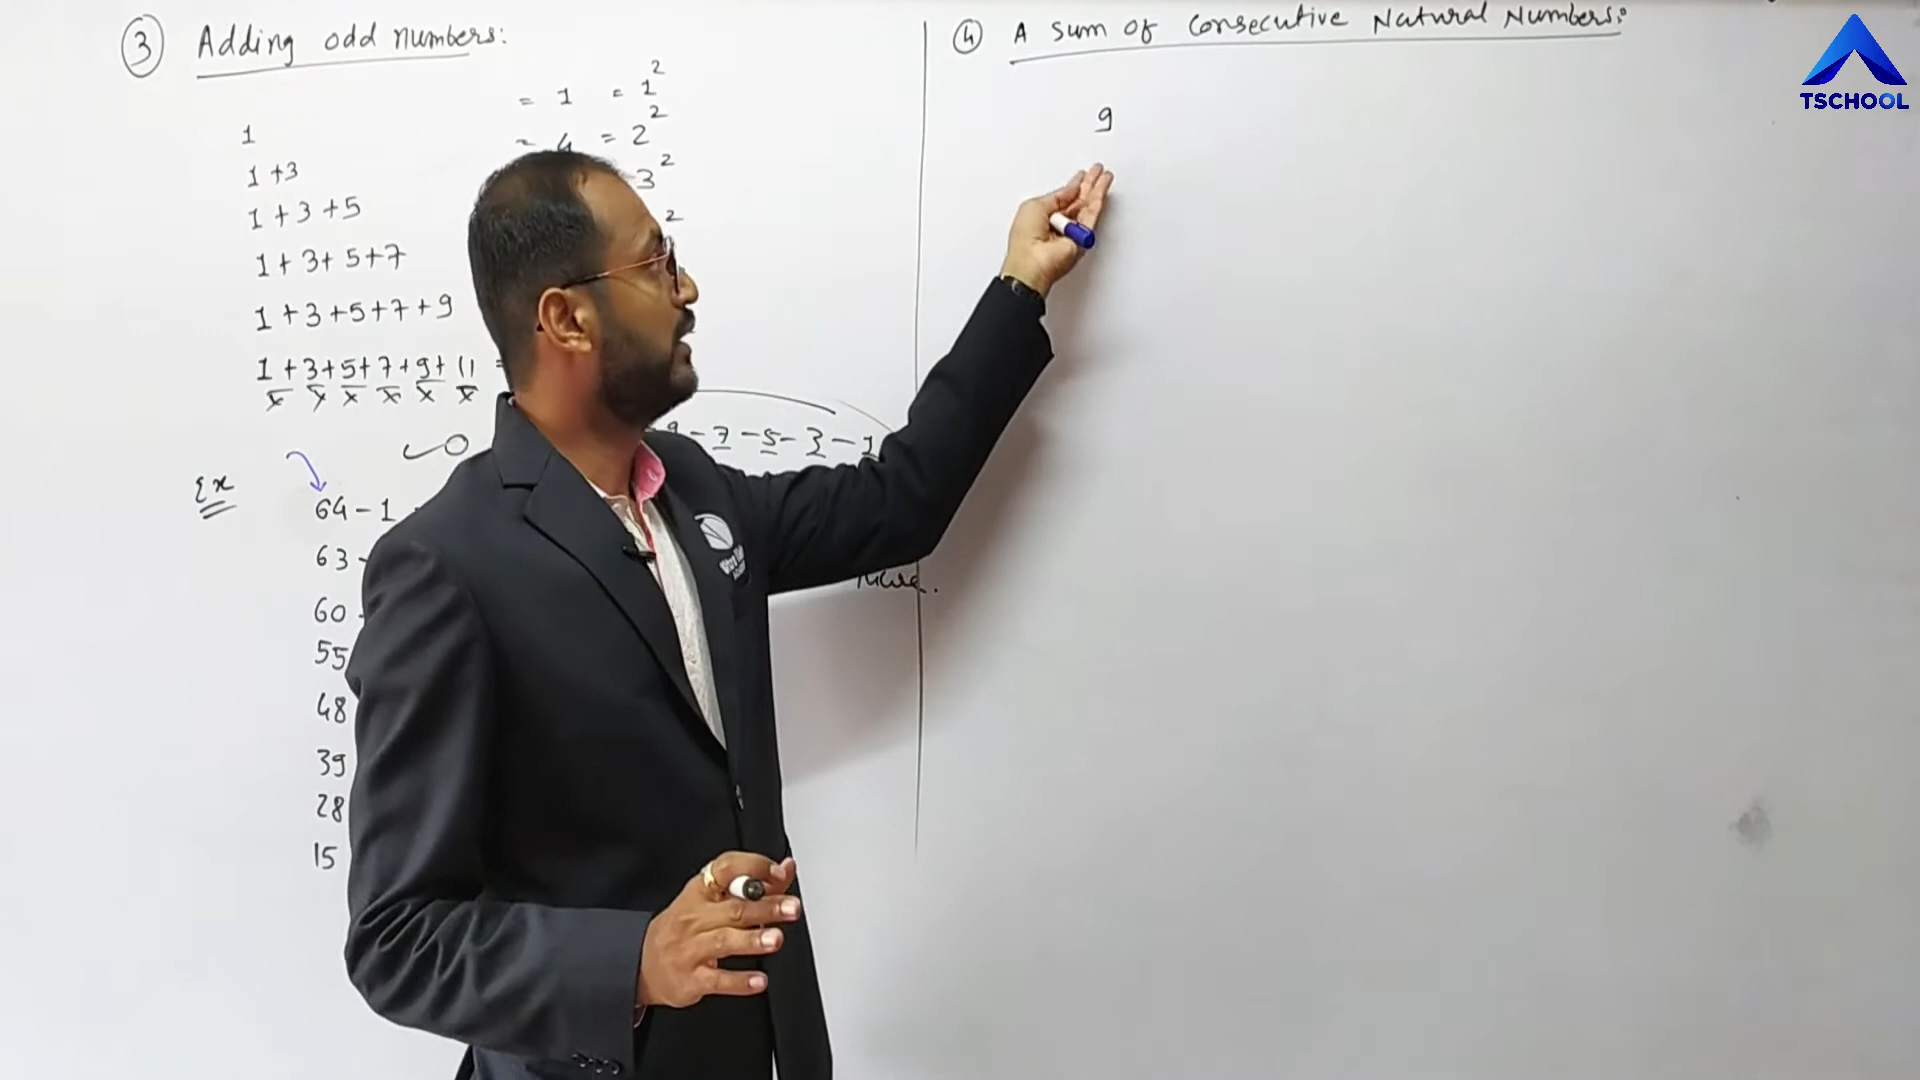 ③ Adding odd numbers:
1 = 1 = 1²
1 + 3 = 4 = 2²
1 + 3 + 5 3²
1 + 3 + 5 + 7 2
1 + 3 + 5 + 7 + 9
1 + 3 + 5 + 7 + 9 + 11 =
x x x x x x
9 - 7 - 5 - 3 - 1
Ex
64 - 1
63 -
60 -
55
48
39
28
15
④ A sum of Consecutive Natural Numbers:
9
TSCHOOL